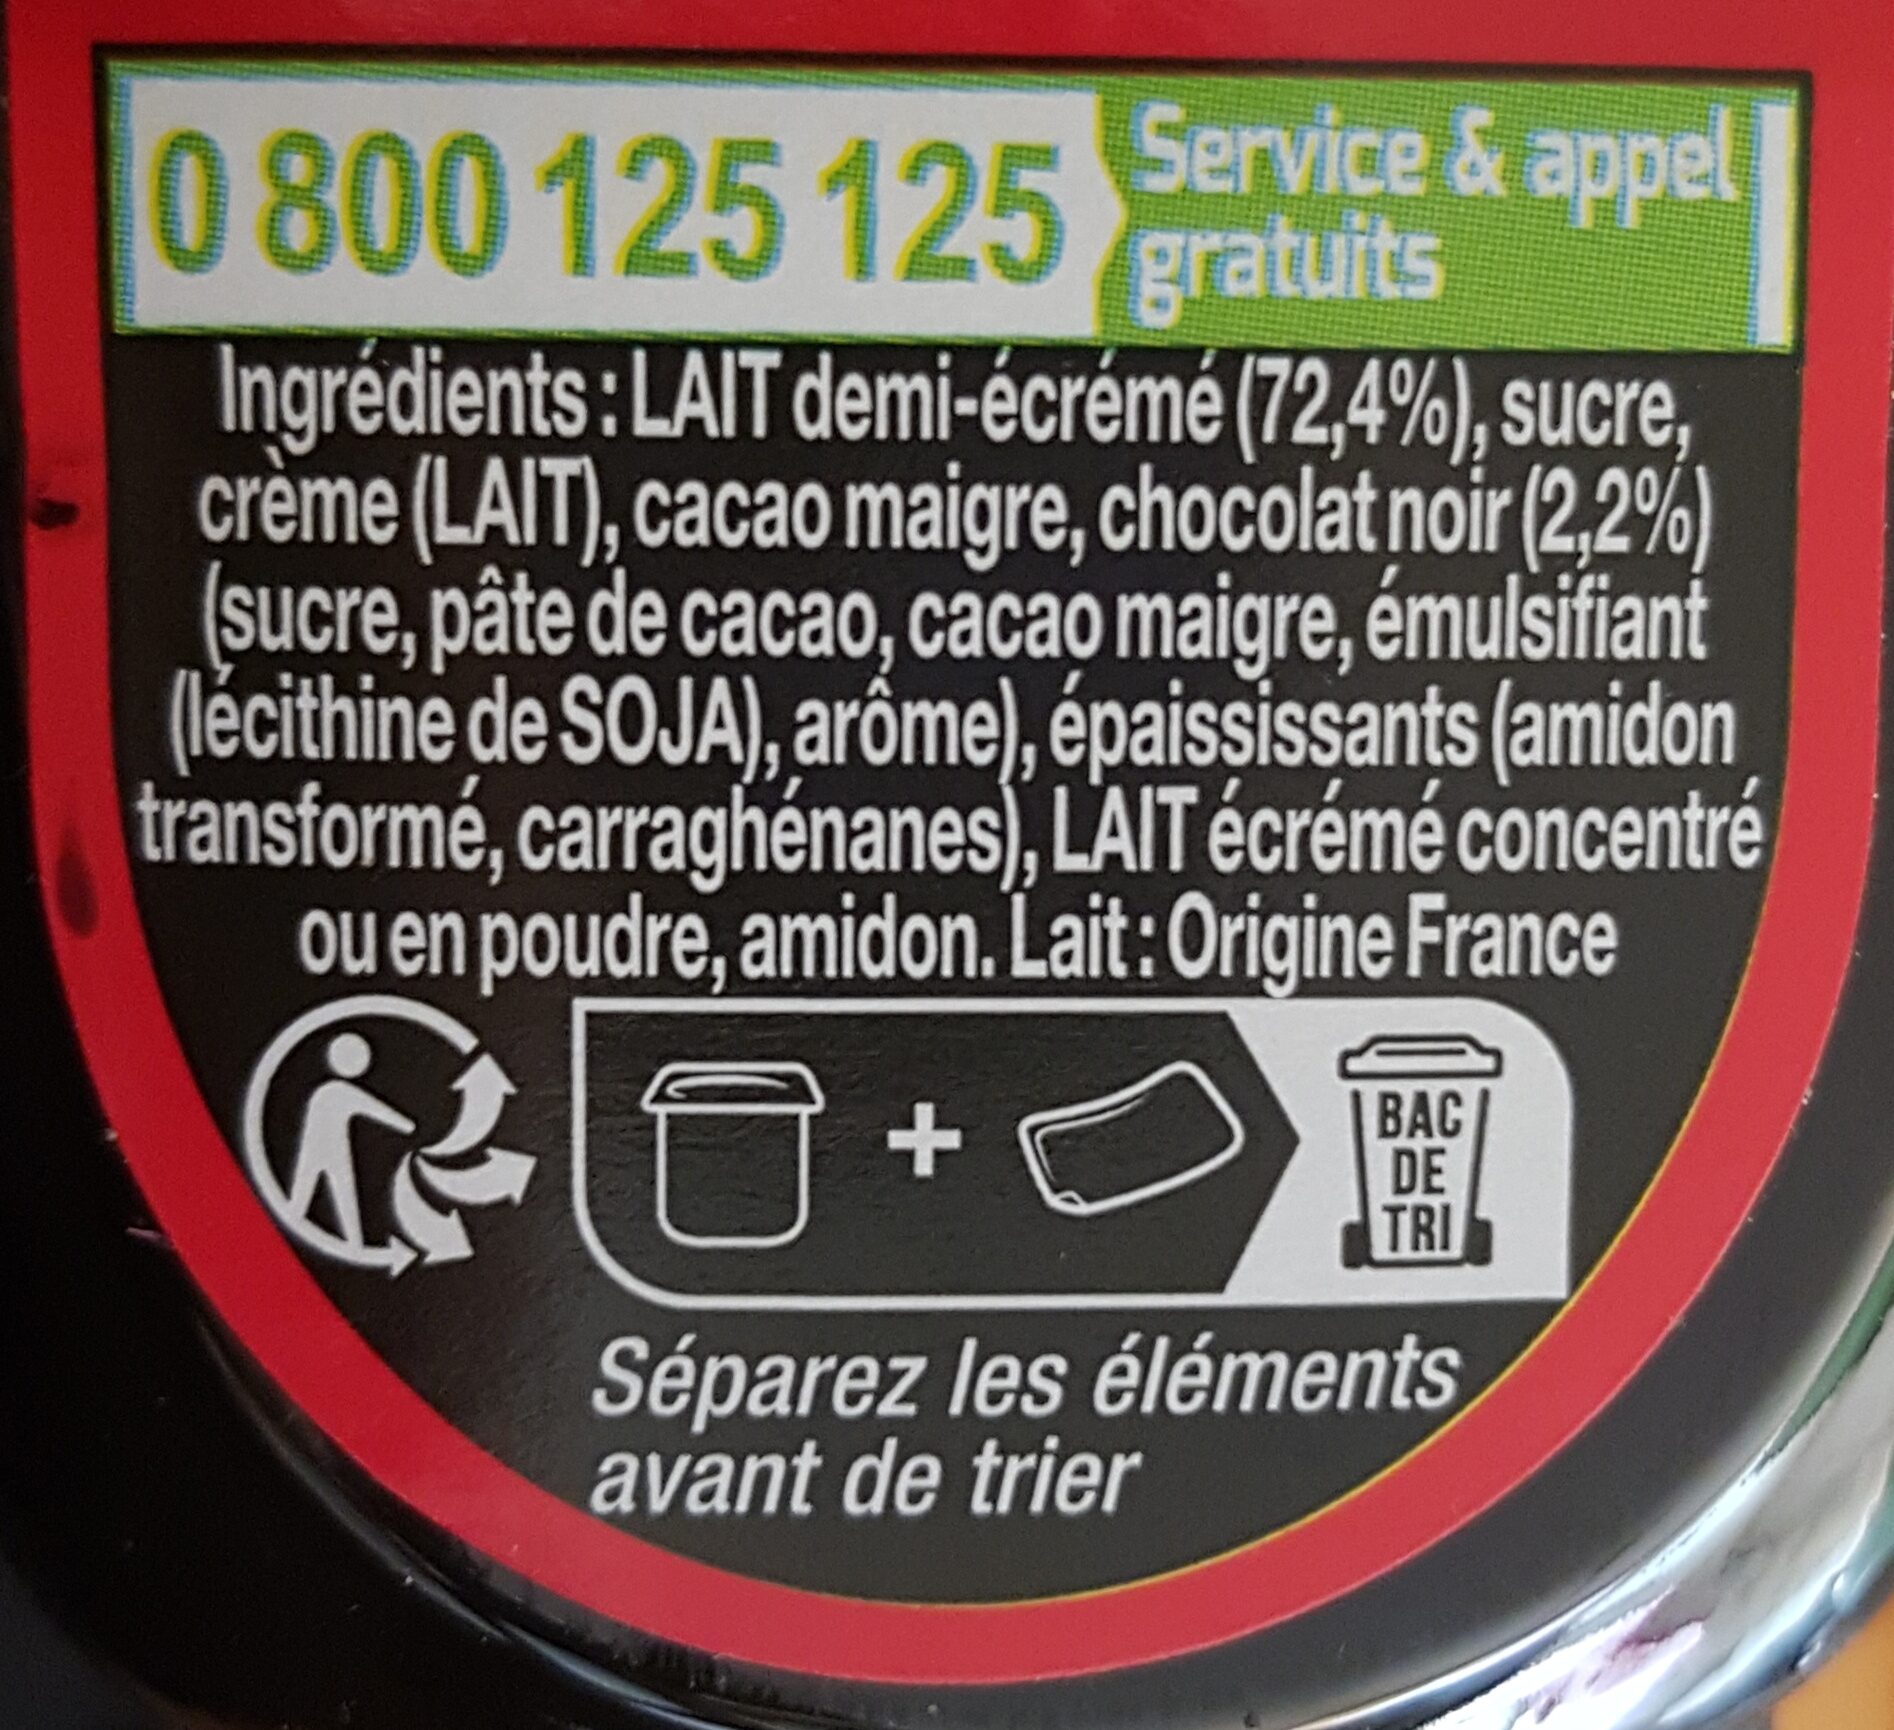 0 800 125 125 Service & appel
gratuits
Ingrédients : LAIT demi-écrémé (72,4%), sucre,
crème (LAIT), cacao maigre, chocolat noir (2,2%)
(sucre, pâte de cacao, cacao maigre, émulsifiant
(lécithine de SOJA), arôme), épaississants (amidon
transformé, carraghénanes), LAIT écrémé concentré
ou en poudre, amidon. Lait : Origine France
+
BAC
DE
TRI
Séparez les éléments
avant de trier